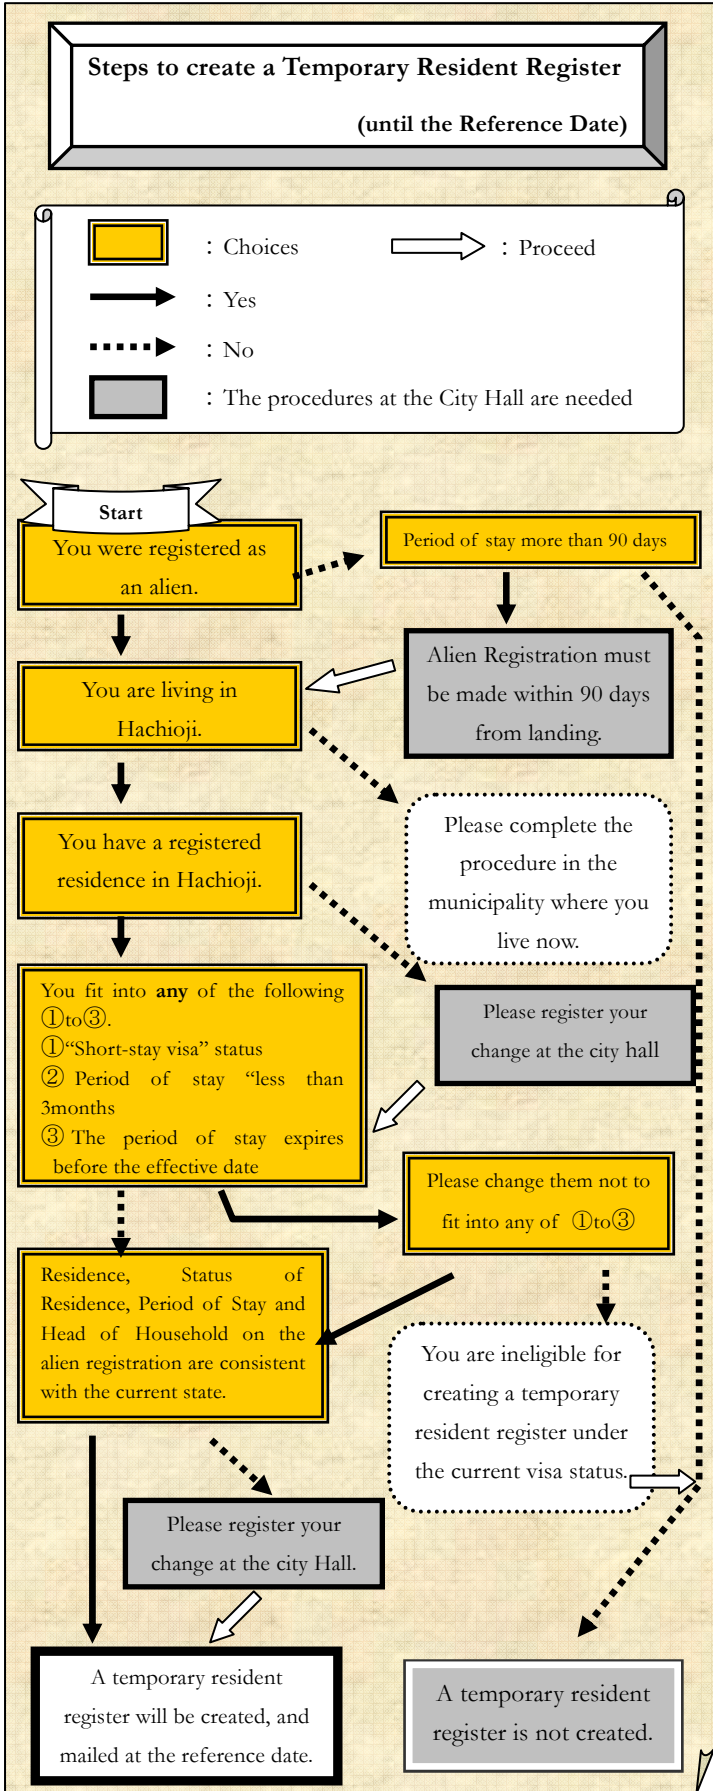 Steps to create a Temporary Resident Register
(until the Reference Date)
: Choices
: Proceed
: Yes
: No
: The procedures at the City Hall are needed
Start
You were registered as
an alien.
Period of stay more than 90 days
Alien Registration must
be made within 90 days
from landing.
You are living in
Hachioji.
Please complete the
procedure in the
municipality where you
live now.
You have a registered
residence in Hachioji.
Please register your
change at the city hall
You fit into any of the following
①to③.
①“Short-stay visa” status
② Period of stay “less than
3months
③ The period of stay expires
before the effective date
Please change them not to
fit into any of ①to③
Residence, Status of
Residence, Period of Stay and
Head of Household on the
alien registration are consistent
with the current state.
You are ineligible for
creating a temporary
resident register under
the current visa status.
Please register your
change at the city Hall.
A temporary resident
register will be created, and
mailed at the reference date.
A temporary resident
register is not created.